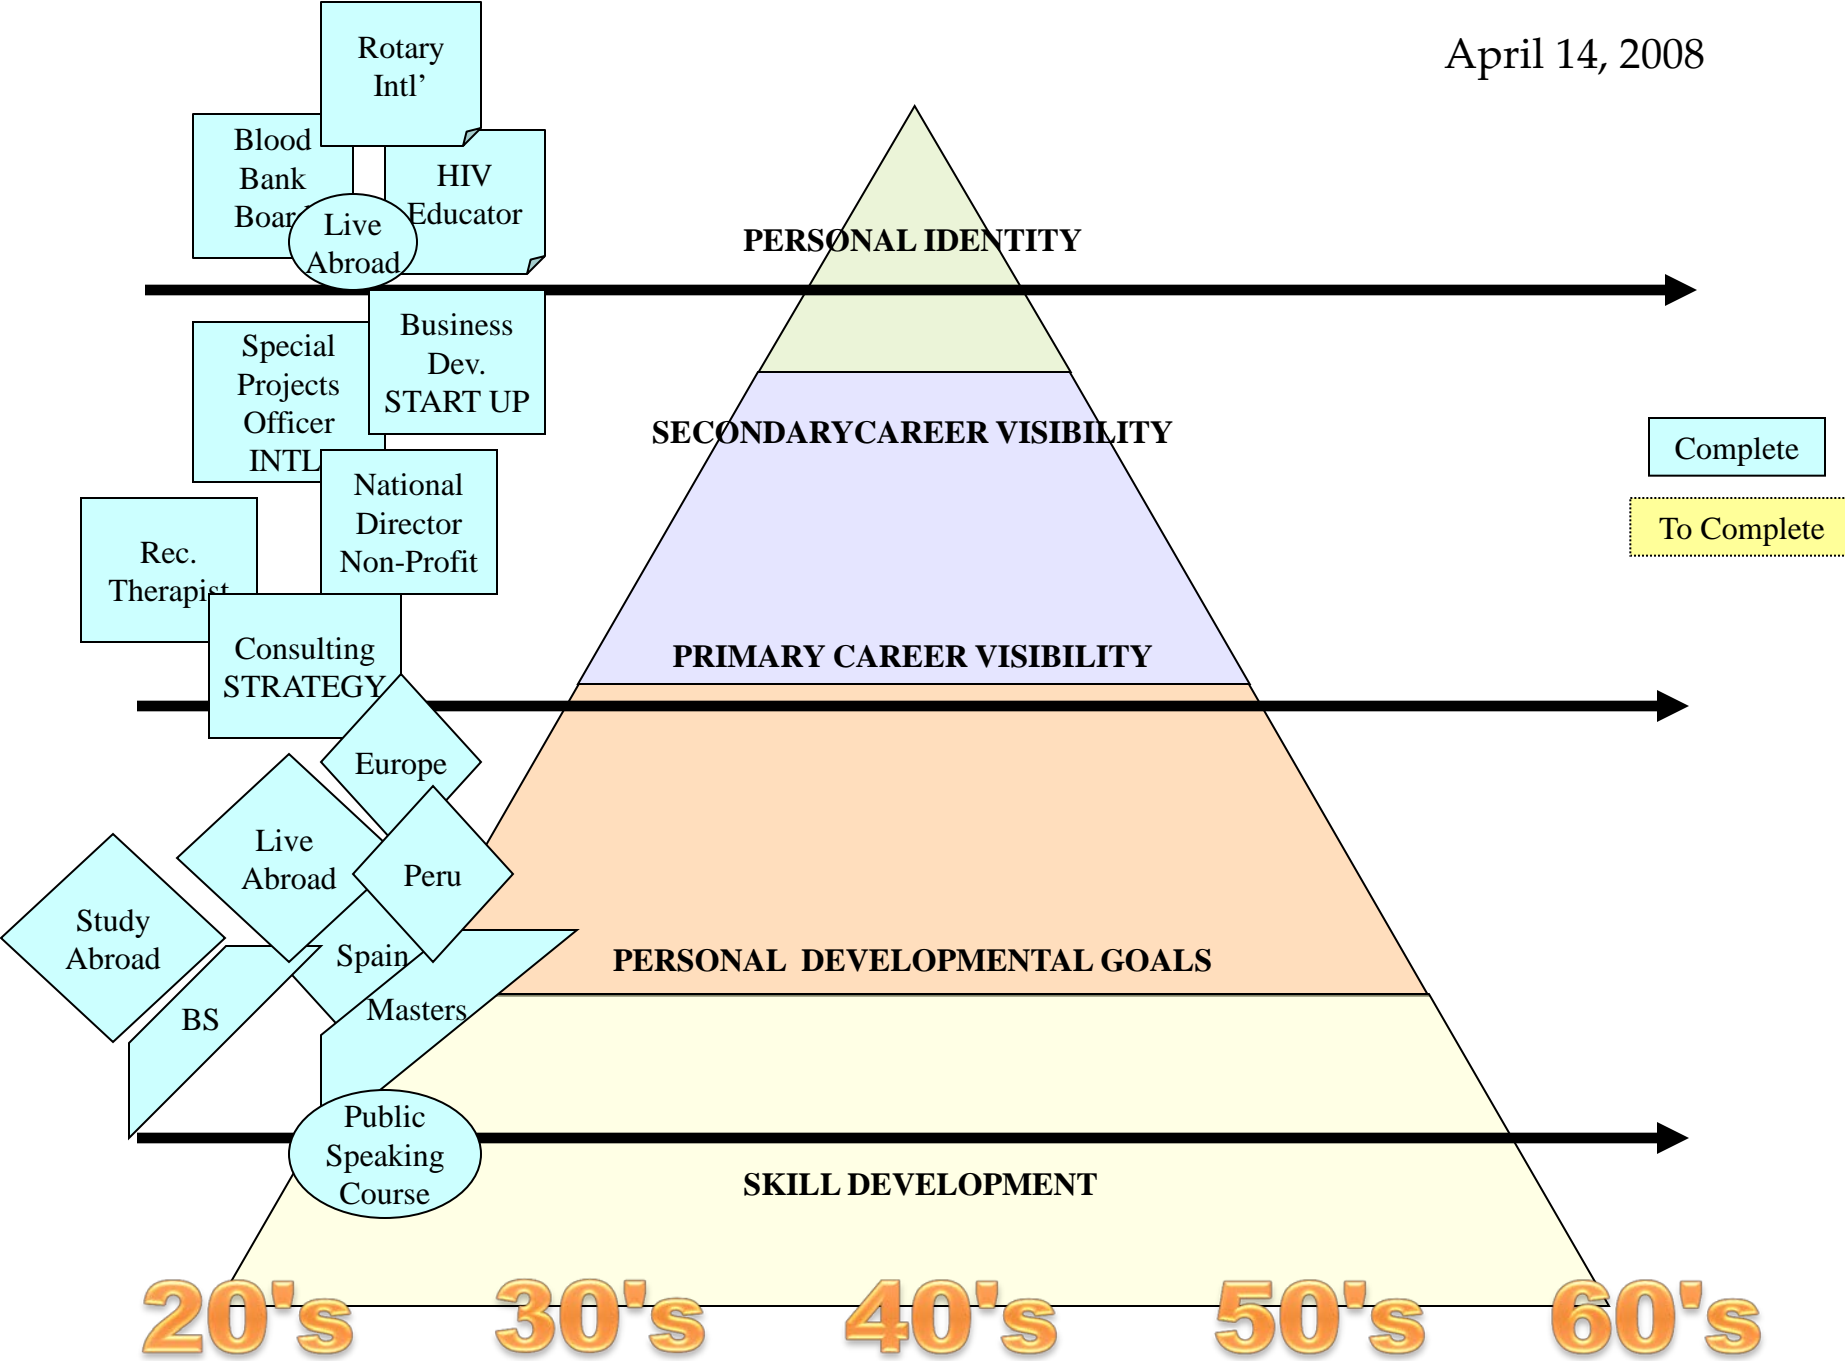 April 14, 2008
Rotary
Intl’
Blood
Bank
Board
HIV
Educator
Live
Abroad
PERSONAL IDENTITY
Business
Dev.
START UP
Special
Projects
Officer
INTL
SECONDARYCAREER VISIBILITY
Complete
To Complete
National
Director
Non-Profit
Rec.
Therapist
Consulting
STRATEGY
PRIMARY CAREER VISIBILITY
Europe
Live
Abroad
Peru
Study
Abroad
Spain
PERSONAL  DEVELOPMENTAL GOALS
BS
Masters
Public
Speaking
Course
SKILL DEVELOPMENT
20's 30's 40's 50's 60's